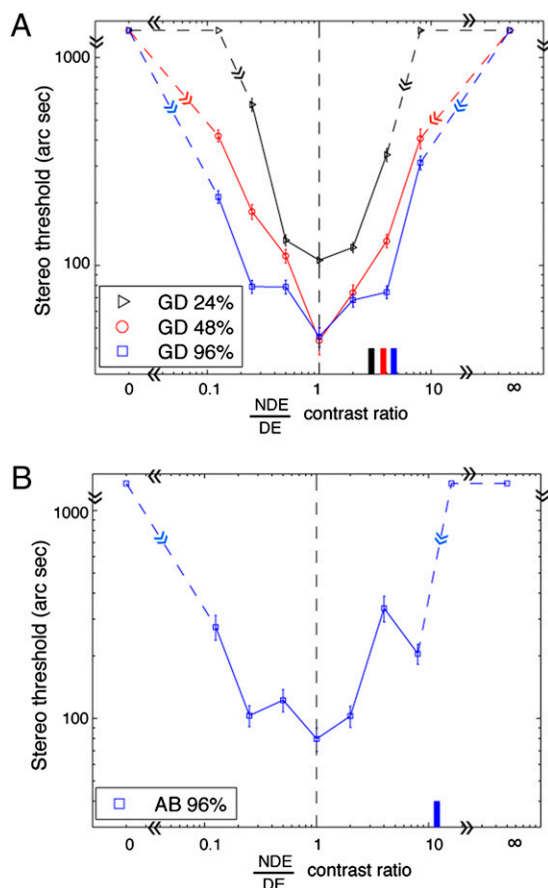 A
1000
100
Stereo threshold (arc sec)
GD 24%
GD 48%
GD 96%
0 0.1 1 10 ∞
NDE
DE contrast ratio
B
1000
100
Stereo threshold (arc sec)
AB 96%
0 0.1 1 10 ∞
NDE
DE contrast ratio